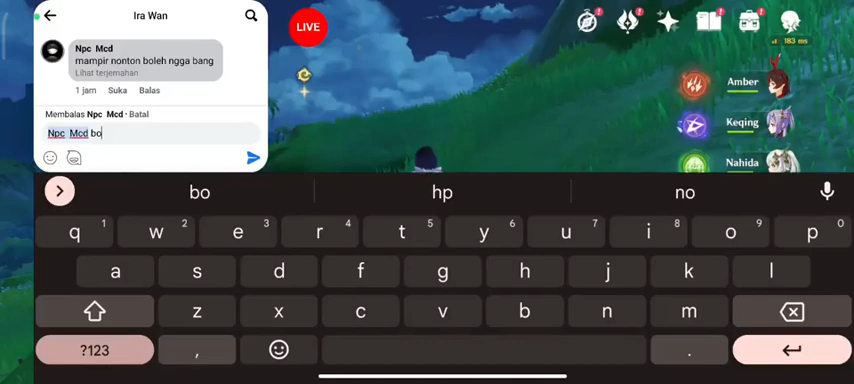 Ira Wan
LIVE
183 ms
Npc Mcd
mampir nonton boleh ngga bang
Lihat terjemahan
1 jam Suka Balas
Membalas Npc Mcd · Batal
Npc Mcd bo
Amber
Keqing
Nahida
bo hp no
q 1 w 2 e 3 r 4 t 5 y 6 u 7 i 8 o 9 p 0
a s d f g h j k l
z x c v b n m
?123 , .